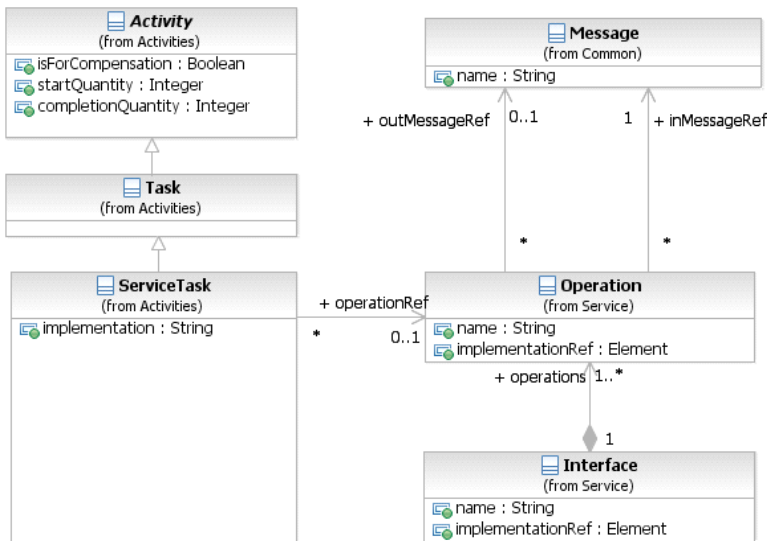 Activity
(from Activities)
isForCompensation : Boolean
startQuantity : Integer
completionQuantity : Integer
Message
(from Common)
name : String
+ outMessageRef
0..1
1
+ inMessageRef
Task
(from Activities)
*
*
ServiceTask
(from Activities)
implementation : String
+ operationRef
*
0..1
Operation
(from Service)
name : String
implementationRef : Element
+ operations
1..*
1
Interface
(from Service)
name : String
implementationRef : Element